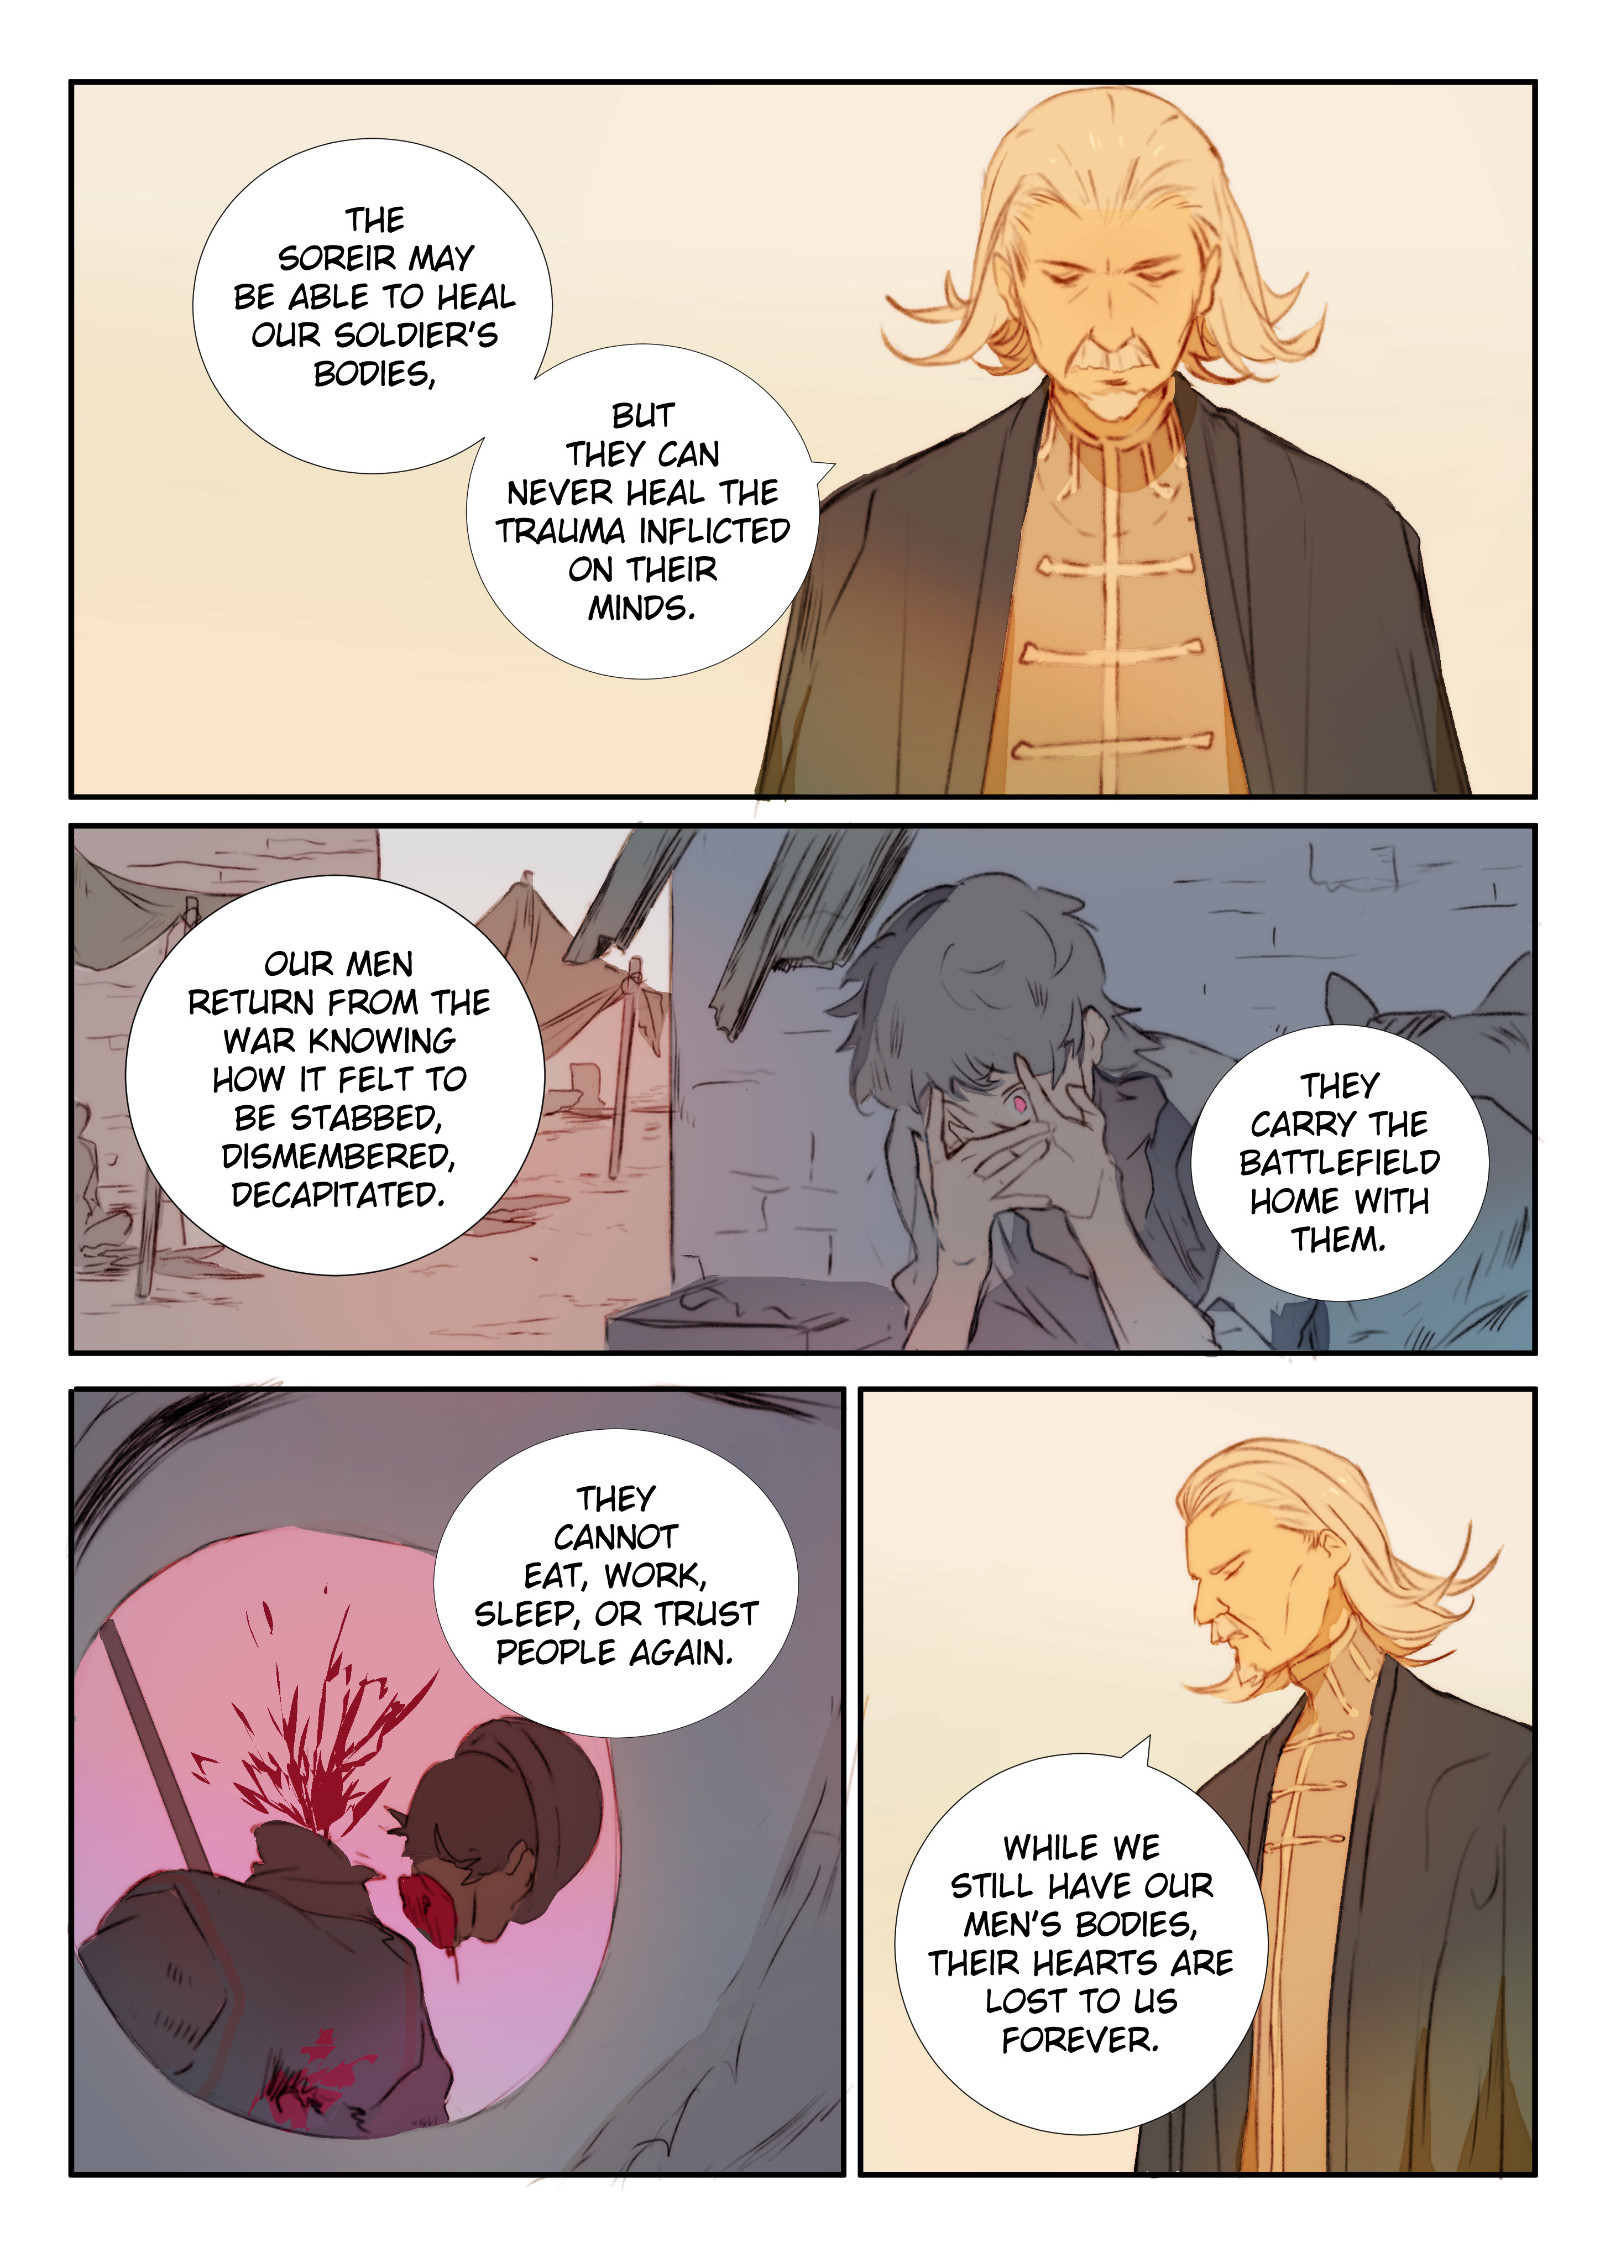 THE
SOREIR MAY
BE ABLE TO HEAL
OUR SOLDIER'S
BODIES,
BUT
THEY CAN
NEVER HEAL THE
TRAUMA INFLICTED
ON THEIR
MINDS.
OUR MEN
RETURN FROM THE
WAR KNOWING
HOW IT FELT TO
BE STABBED,
DISMEMBERED,
DECAPITATED.
THEY
CARRY THE
BATTLEFIELD
HOME WITH
THEM.
THEY
CANNOT
EAT, WORK,
SLEEP, OR TRUST
PEOPLE AGAIN.
WHILE WE
STILL HAVE OUR
MEN'S BODIES,
THEIR HEARTS ARE
LOST TO US
FOREVER.